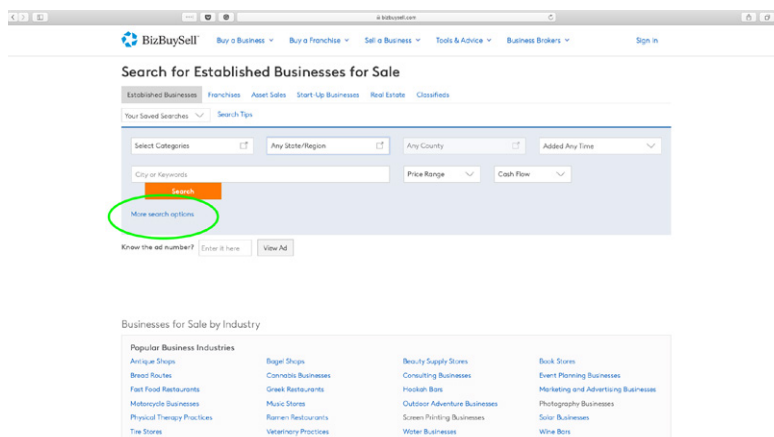 bizbuysell.com
BizBuySell Buy a Business Buy a Franchise Sell a Business Tools & Advice Business Brokers Sign In
Search for Established Businesses for Sale
Established Businesses Franchises Asset Sales Start-Up Businesses Real Estate Classifieds
Your Saved Searches Search Tips
Select Categories Any State/Region Any County Added Any Time
City or Keywords Price Range Cash Flow
Search
More search options
Know the ad number? Enter it here View Ad
Businesses for Sale by Industry
Popular Business Industries
Antique Shops Bagel Shops Beauty Supply Stores Book Stores
Bread Routes Cannabis Businesses Consulting Businesses Event Planning Businesses
Fast Food Restaurants Greek Restaurants Hookah Bars Marketing and Advertising Businesses
Motorcycle Businesses Music Stores Outdoor Adventure Businesses Photography Businesses
Physical Therapy Practices Ramen Restaurants Screen Printing Businesses Solar Businesses
Tire Stores Veterinary Practices Water Businesses Wine Bars